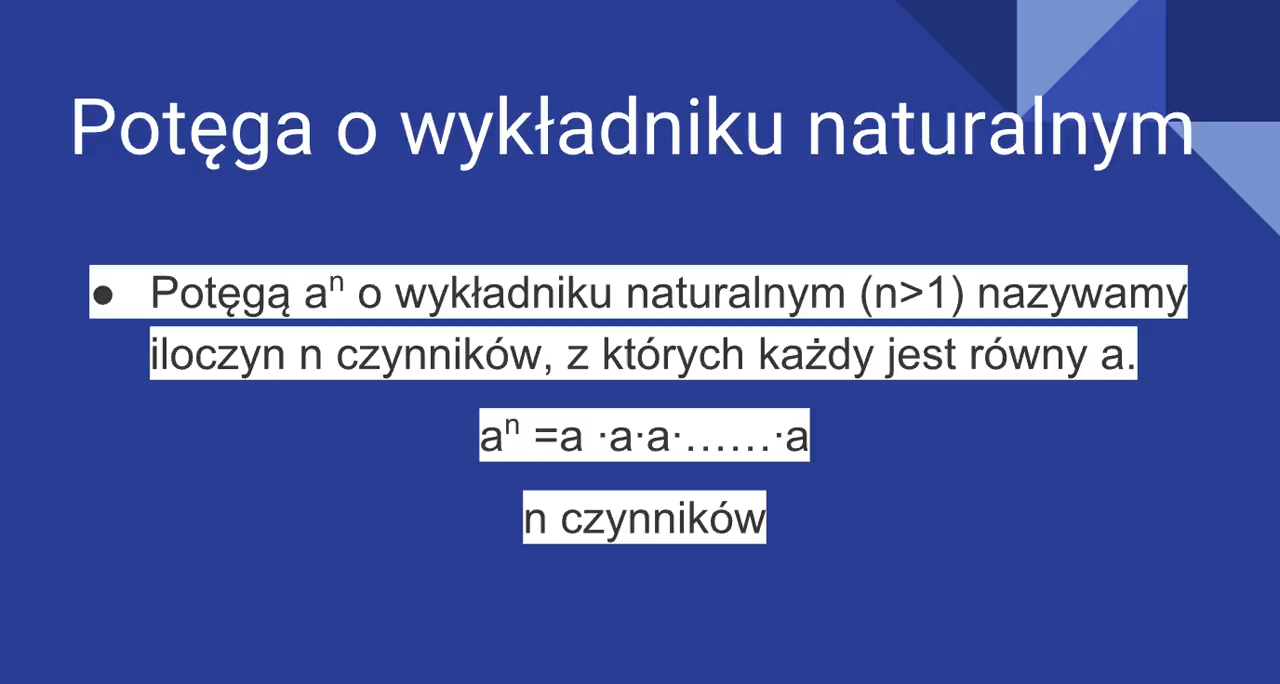 Potęga o wykładniku naturalnym
● Potęgą aⁿ o wykładniku naturalnym (n>1) nazywamy
iloczyn n czynników, z których każdy jest równy a.
aⁿ =a ·a·a·……·a
n czynników